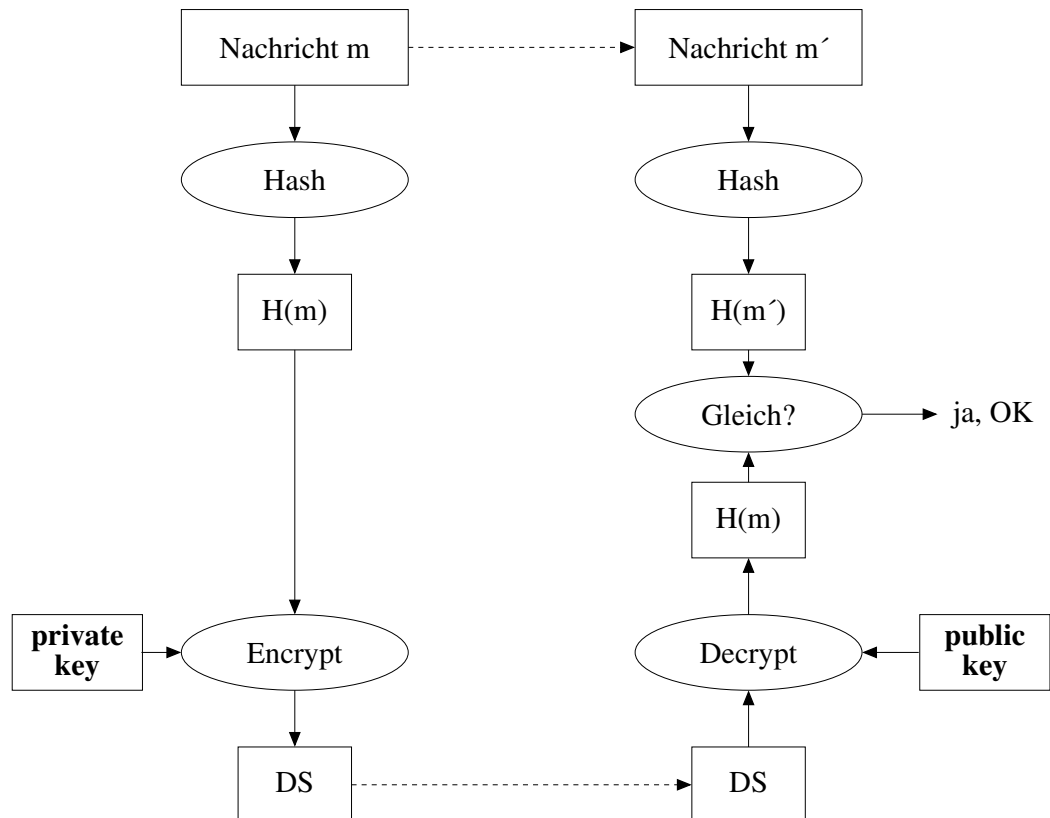 Nachricht m
Nachricht m´
Hash
Hash
H(m)
H(m´)
Gleich?
ja, OK
H(m)
private
key
Encrypt
Decrypt
public
key
DS
DS